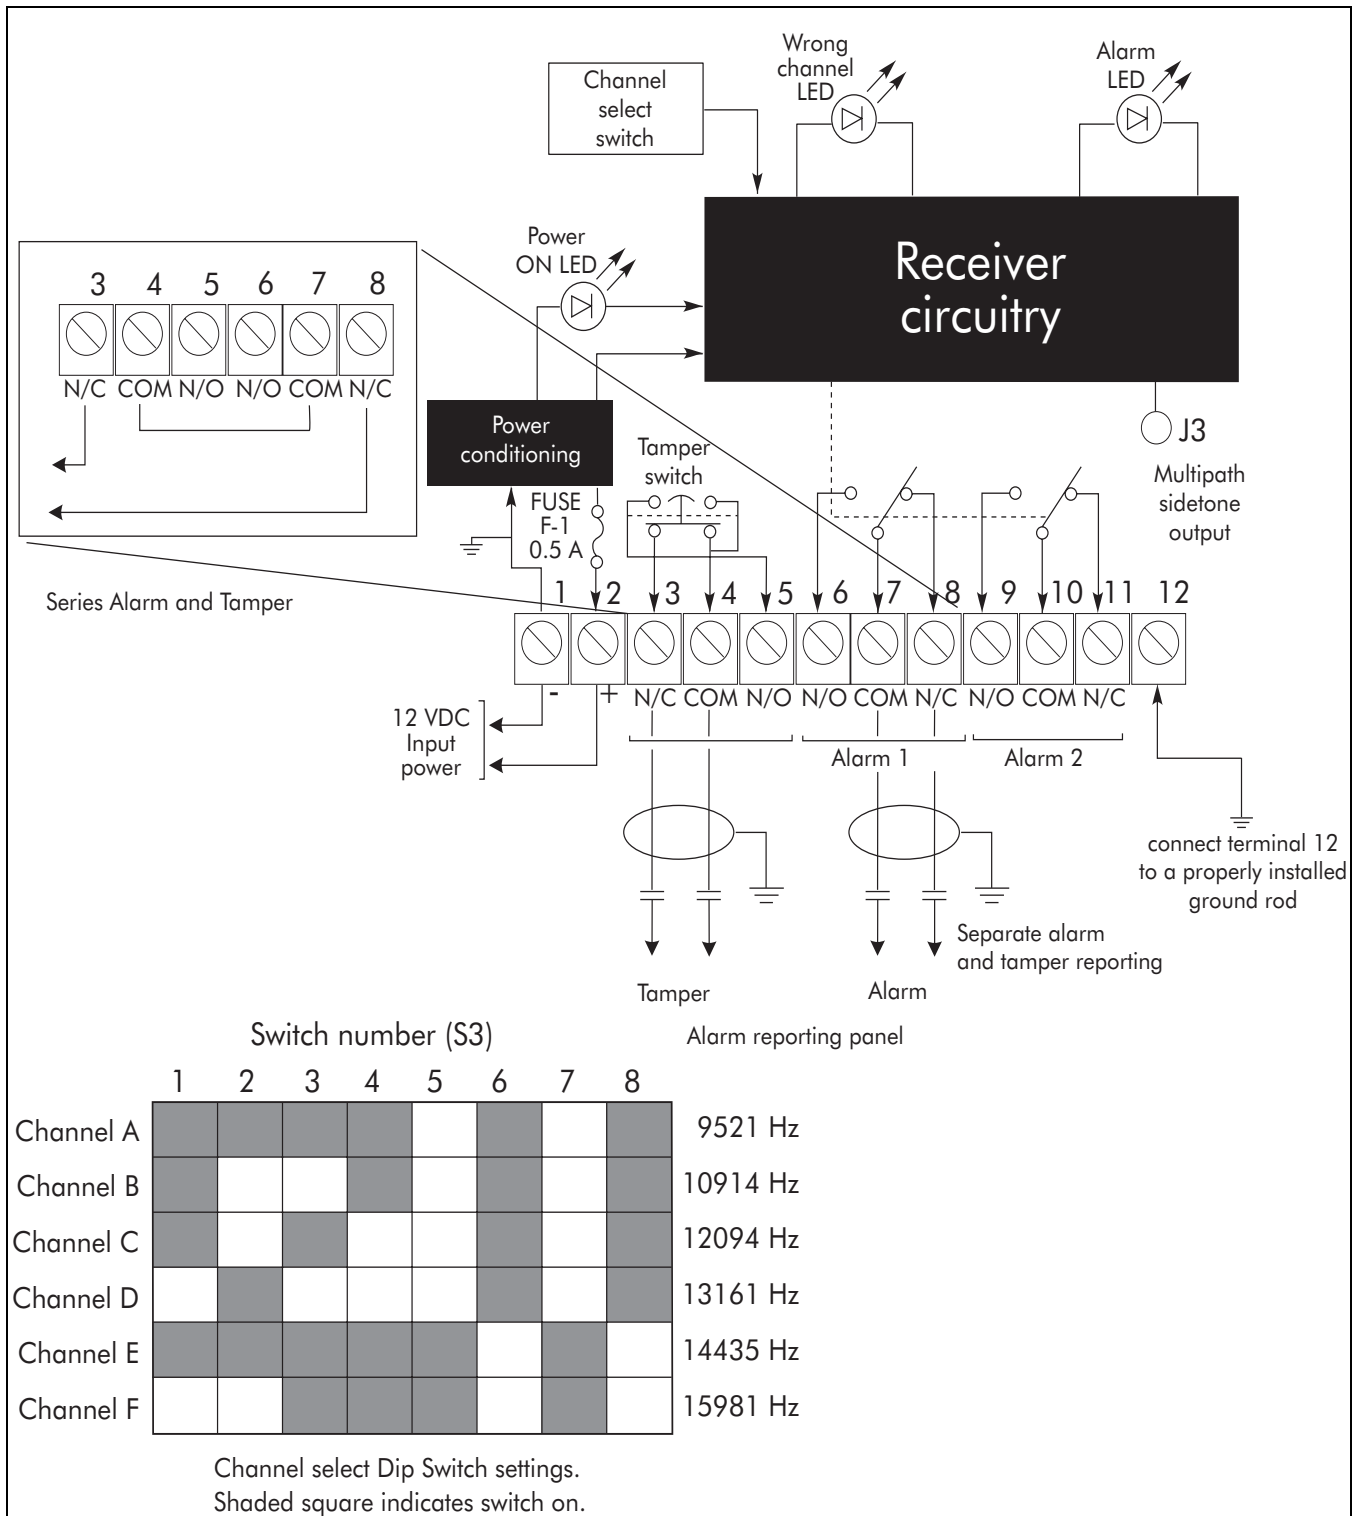 Wrong
channel
LED
Alarm
LED
Channel
select
switch
Receiver
circuitry
Power
ON LED
3 4 5 6 7 8
N/C COM N/O N/O COM N/C
Power
conditioning
J3
Multipath
sidetone
output
Tamper
switch
FUSE
F-1
0.5 A
Series Alarm and Tamper
1 2 3 4 5 6 7 8 9 10 11 12
- + N/C COM N/O N/O COM N/C N/O COM N/C
12 VDC
Input
power
Alarm 1
Alarm 2
connect terminal 12
to a properly installed
ground rod
Separate alarm
and tamper reporting
Tamper
Alarm
Alarm reporting panel
Switch number (S3)
1 2 3 4 5 6 7 8
Channel A 9521 Hz
Channel B 10914 Hz
Channel C 12094 Hz
Channel D 13161 Hz
Channel E 14435 Hz
Channel F 15981 Hz
Channel select Dip Switch settings.
Shaded square indicates switch on.